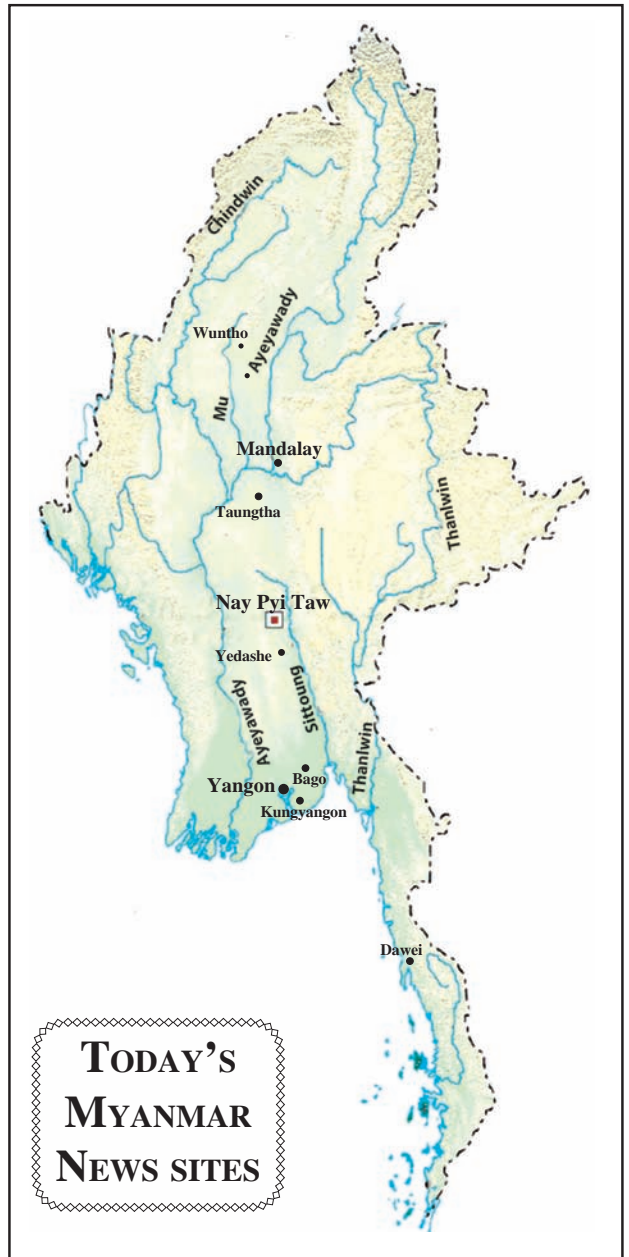 Chindwin
Wuntho
Ayeyawady
Mu
Mandalay
Taungtha
Thanlwin
Nay Pyi Taw
Yedashe
Sittoung
Ayeyawady
Thanlwin
Bago
Yangon
Kungyangon
Dawei
TODAY'S
MYANMAR
NEWS SITES